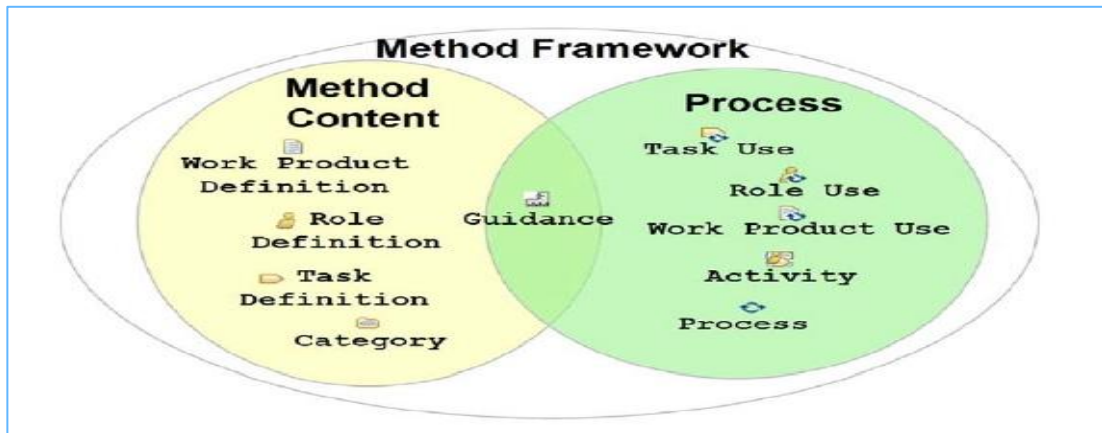 Method Framework
Method
Content
Work Product
Definition
Role
Definition
Task
Definition
Category
Guidance
Process
Task Use
Role Use
Work Product Use
Activity
Process